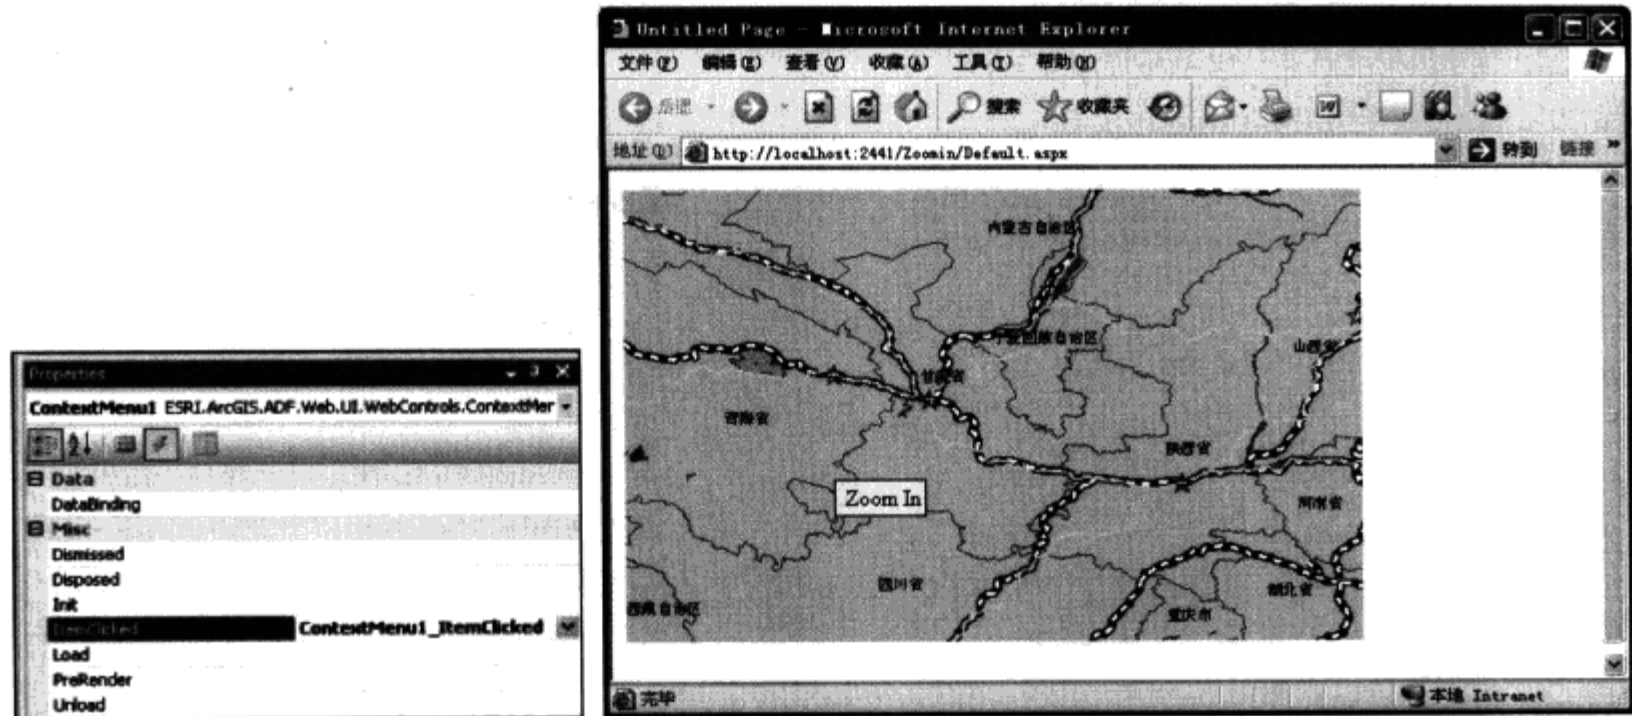 Properties
ContextMenu1 ESRI.ArcGIS.ADF.Web.UI.WebControls.ContextMer
Data
DataBinding
Misc
Dismissed
Disposed
Init
ItemClicked ContextMenu1_ItemClicked
Load
PreRender
Unload
Untitled Page - Microsoft Internet Explorer
文件(F) 编辑(E) 查看(V) 收藏(A) 工具(T) 帮助(H)
后退 搜索 收藏夹
地址(D) http://localhost:2441/Zoomin/Default.aspx 转到 链接 »
内蒙古自治区
宁夏回族自治区
山西省
甘肃省
青海省
陕西省
Zoom In
河南省
四川省
湖北省
西藏自治区
重庆市
完毕 本地 Intranet